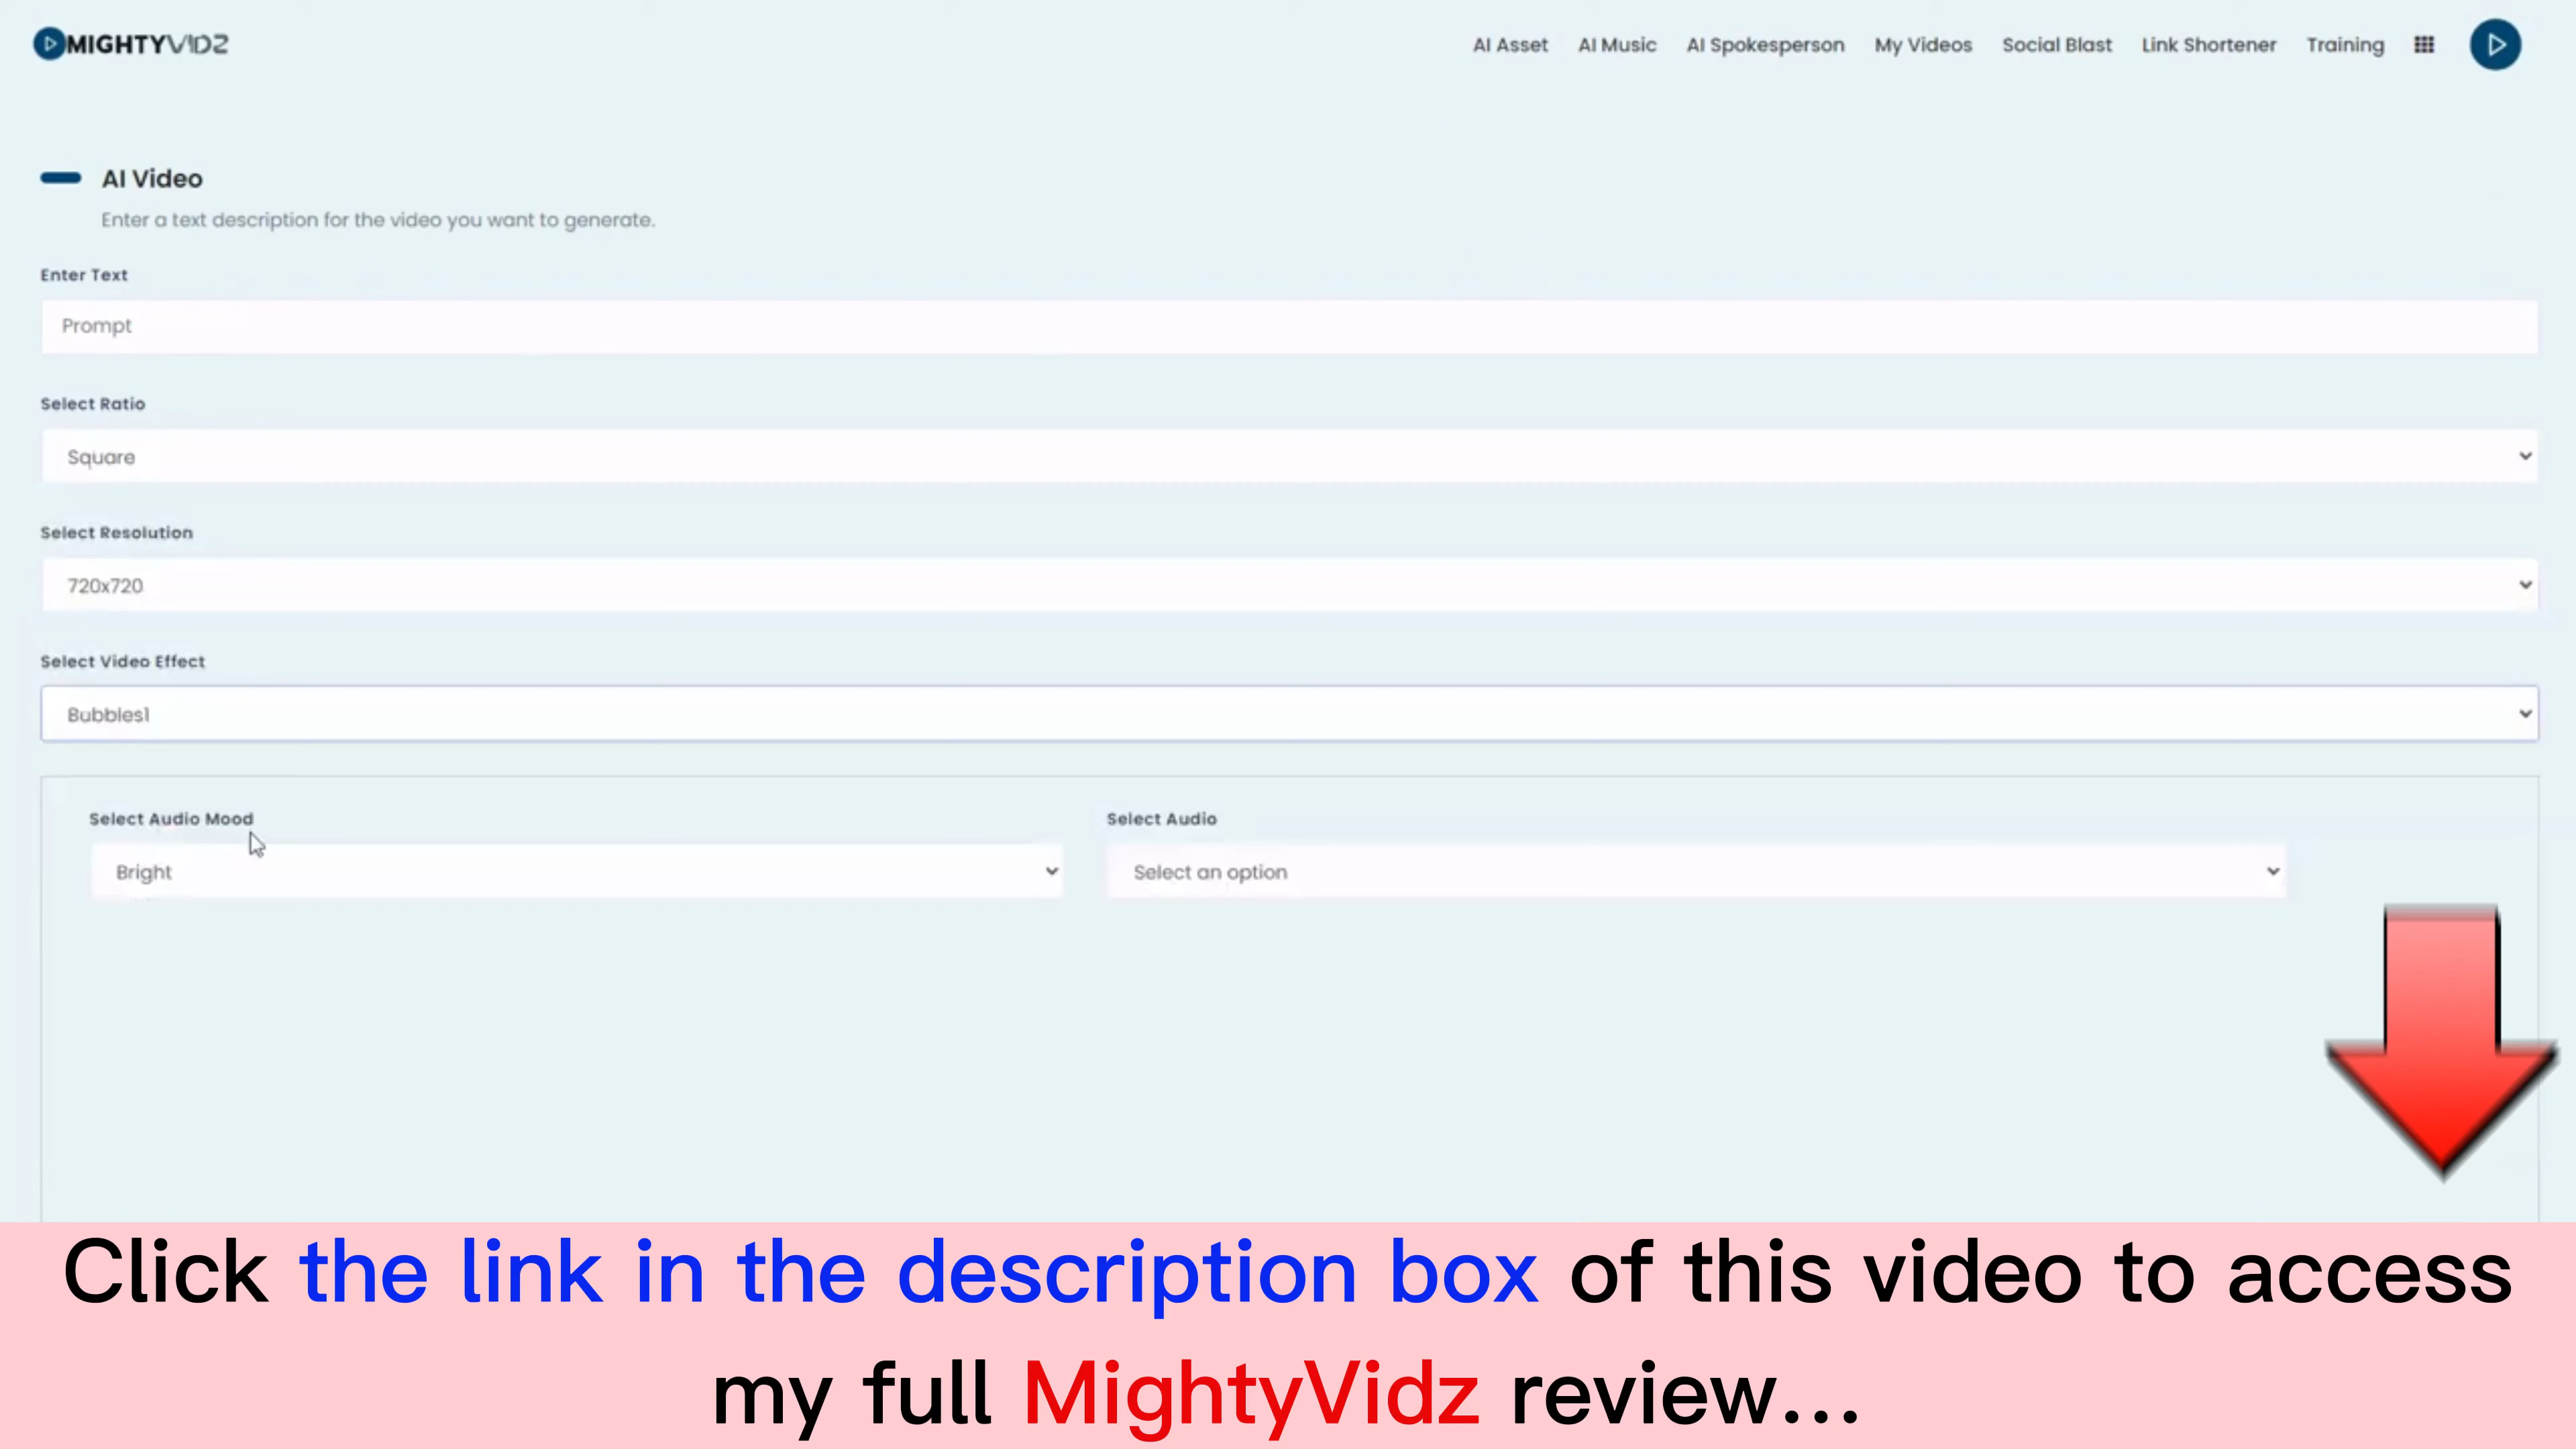 MIGHTYVIDZ
AI Asset AI Music AI Spokesperson My Videos Social Blast Link Shortener Training
AI Video
Enter a text description for the video you want to generate.
Enter Text
Prompt
Select Ratio
Square
Select Resolution
720x720
Select Video Effect
Bubbles1
Select Audio Mood
Select Audio
Bright
Select an option
Click the link in the description box of this video to access
my full MightyVidz review...